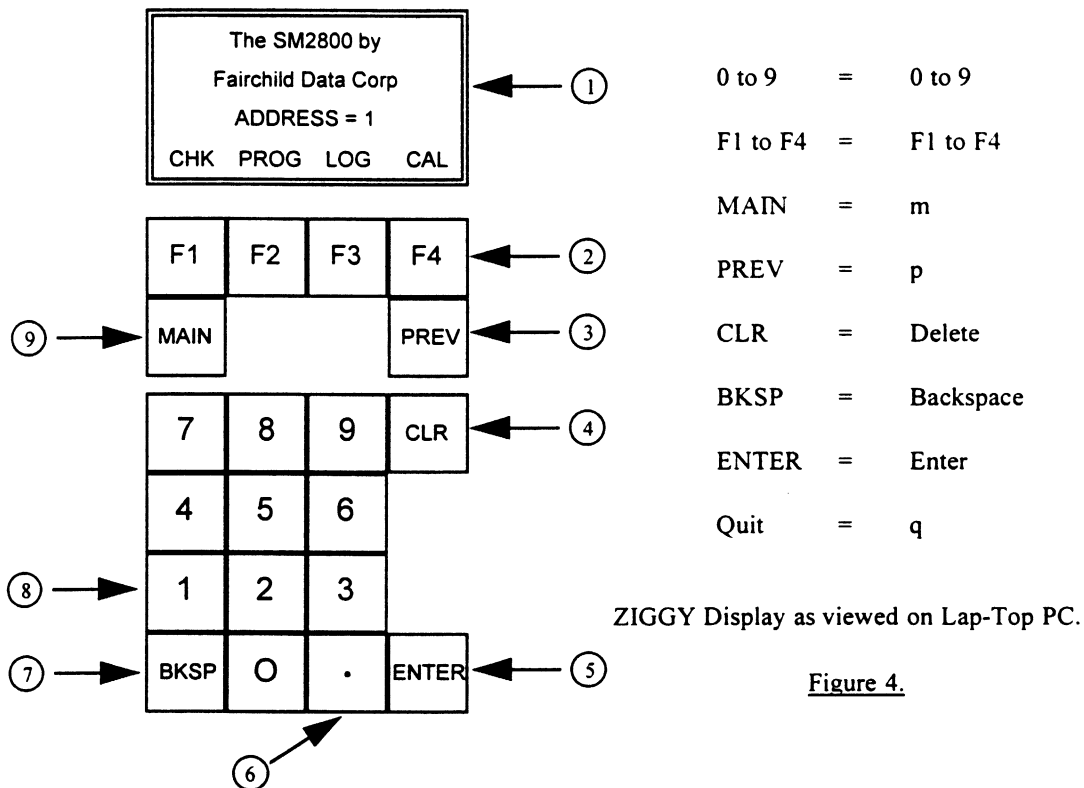 The SM2800 by
Fairchild Data Corp
ADDRESS = 1
CHK PROG LOG CAL
1
F1 F2 F3 F4
2
9
MAIN PREV
3
7 8 9 CLR
4
4 5 6
8
1 2 3
7
BKSP O . ENTER
5
6
0 to 9 = 0 to 9
F1 to F4 = F1 to F4
MAIN = m
PREV = p
CLR = Delete
BKSP = Backspace
ENTER = Enter
Quit = q
ZIGGY Display as viewed on Lap-Top PC.
Figure 4.